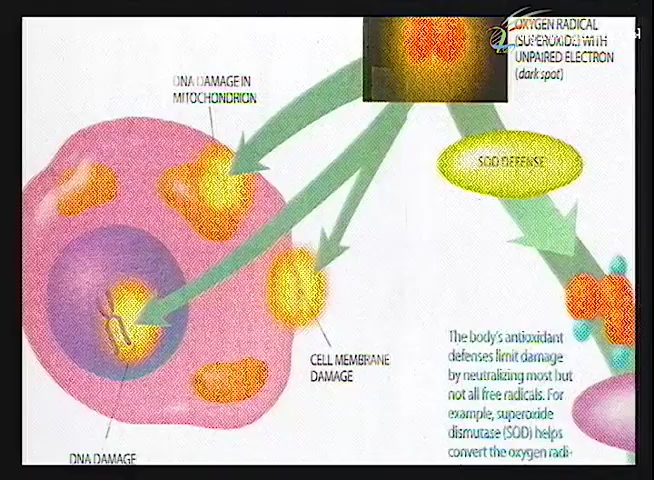 OXYGEN RADICAL
(SUPEROXIDE) WITH
UNPAIRED ELECTRON
(dark spot)
DNA DAMAGE IN
MITOCHONDRION
SOD DEFENSE
CELL MEMBRANE
DAMAGE
The body's antioxidant
defenses limit damage
by neutralizing most but
not all free radicals. For
example, superoxide
dismutase (SOD) helps
convert the oxygen radi-
DNA DAMAGE